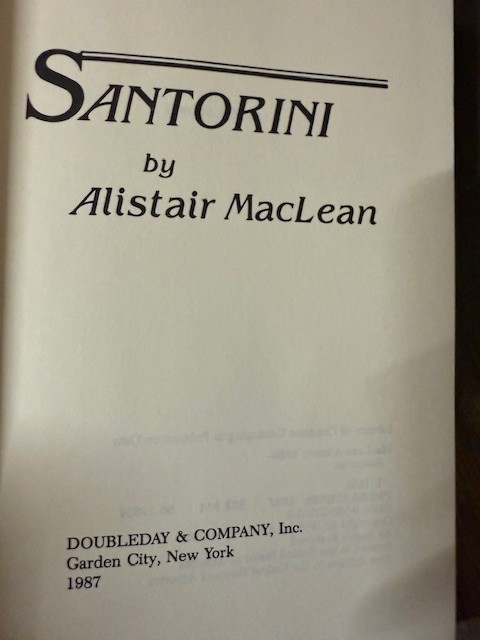 SANTORINI
by
Alistair MacLean
DOUBLEDAY & COMPANY, Inc.
Garden City, New York
1987